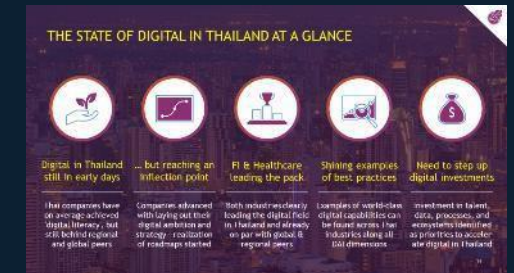 THE STATE OF DIGITAL IN THAILAND AT A GLANCE
Digital in Thailand
still in early days
... but reaching an
inflection point
FI & Healthcare
leading the pack
Shining examples
of best practices
Need to step up
digital investments
Thai companies have
on average achieved
'digital literacy', but
still behind regional
and global peers
Companies advanced
with laying out their
digital ambition and
strategy - realization
of roadmaps started
Both industries clearly
leading the digital field
in Thailand and already
on par with global &
regional peers
Examples of world-class
digital capabilities can
be found across Thai
industries along all
DAI dimensions
Investment in talent,
data, processes, and
ecosystems identified
as priorities to acceler-
ate digital in Thailand